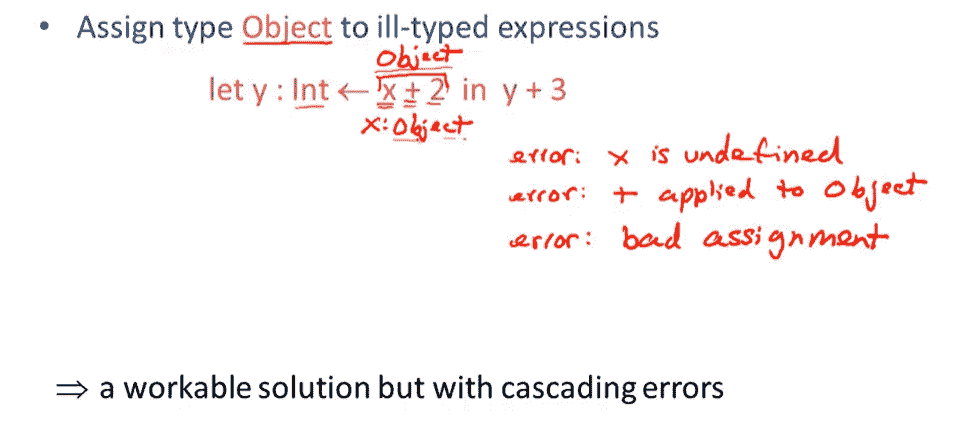 • Assign type Object to ill-typed expressions
Object
let y : Int ← x + 2 in y + 3
x: Object
error: x is undefined
error: + applied to Object
error: bad assignment
⇒ a workable solution but with cascading errors